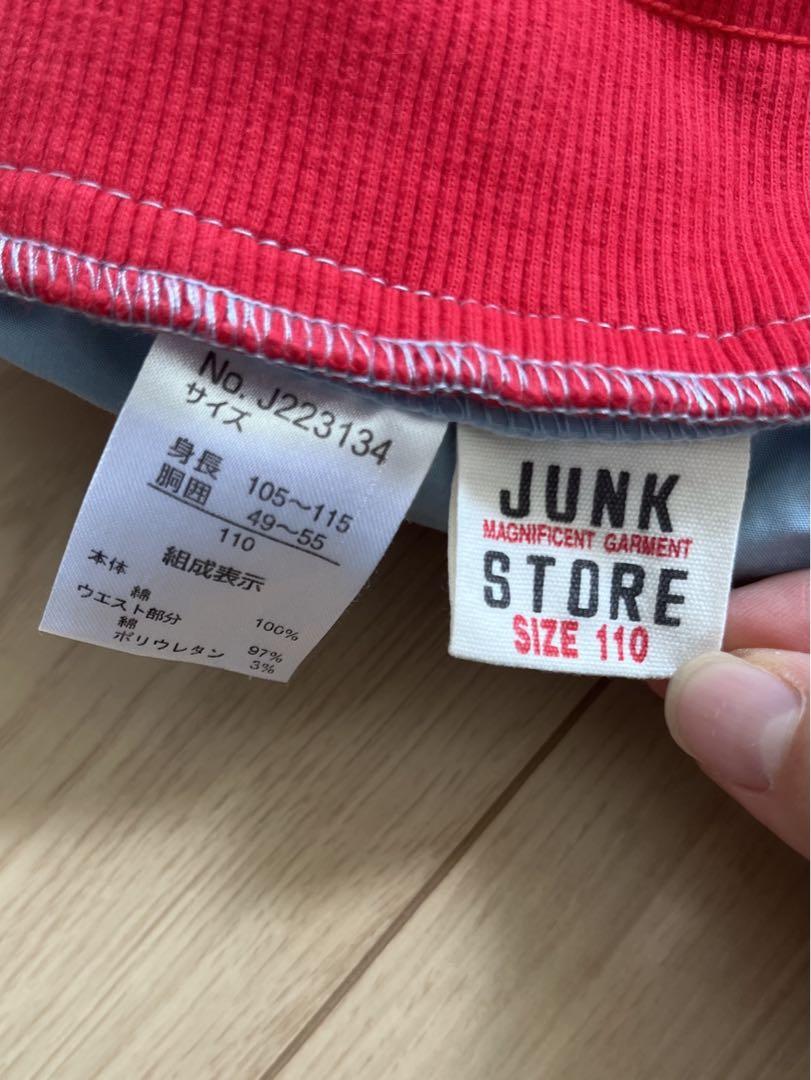 No. J223134
サイズ
身長 105〜115
胴囲 49〜55
110
組成表示
本体
綿 100%
ウエスト部分
綿 97%
ポリウレタン 3%
JUNK
MAGNIFICENT GARMENT
STORE
SIZE 110